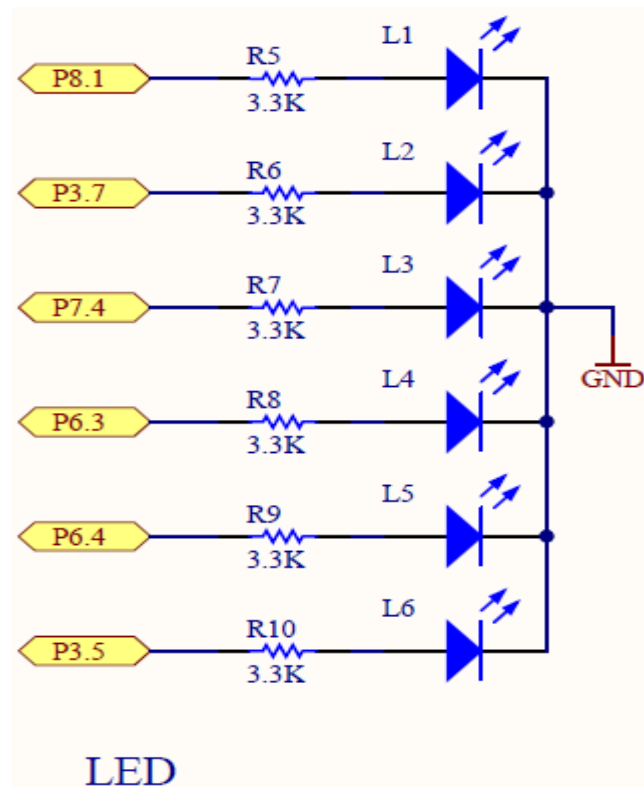 L1
R5
P8.1
3.3K
L2
R6
P3.7
3.3K
L3
R7
P7.4
3.3K
GND
L4
R8
P6.3
3.3K
L5
R9
P6.4
3.3K
L6
R10
P3.5
3.3K
LED